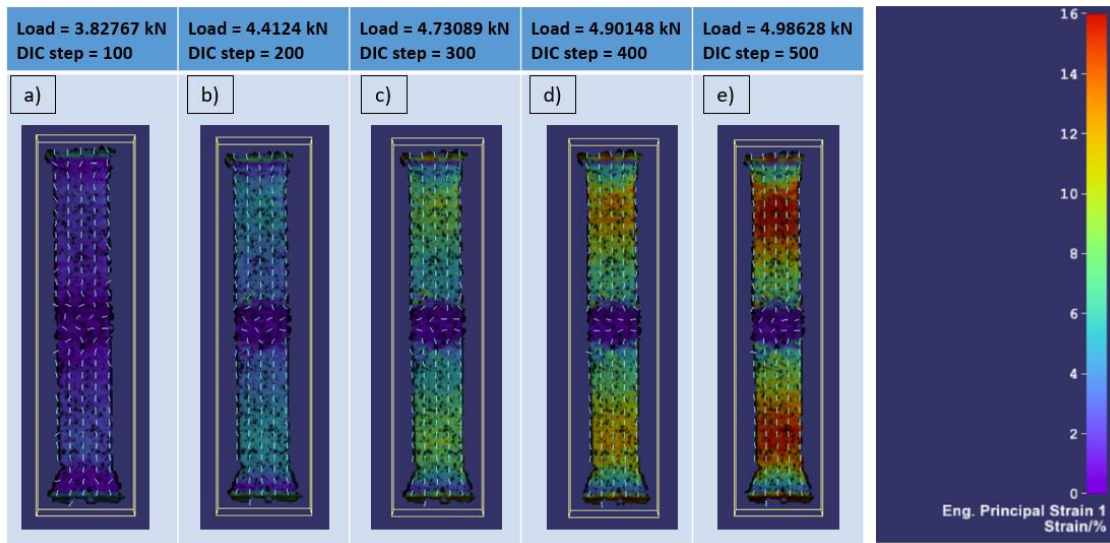 Load = 3.82767 kN
DIC step = 100
Load = 4.4124 kN
DIC step = 200
Load = 4.73089 kN
DIC step = 300
Load = 4.90148 kN
DIC step = 400
Load = 4.98628 kN
DIC step = 500
a)
b)
c)
d)
e)
16
14
12
10
8
6
4
2
0
Eng. Principal Strain 1
Strain/%